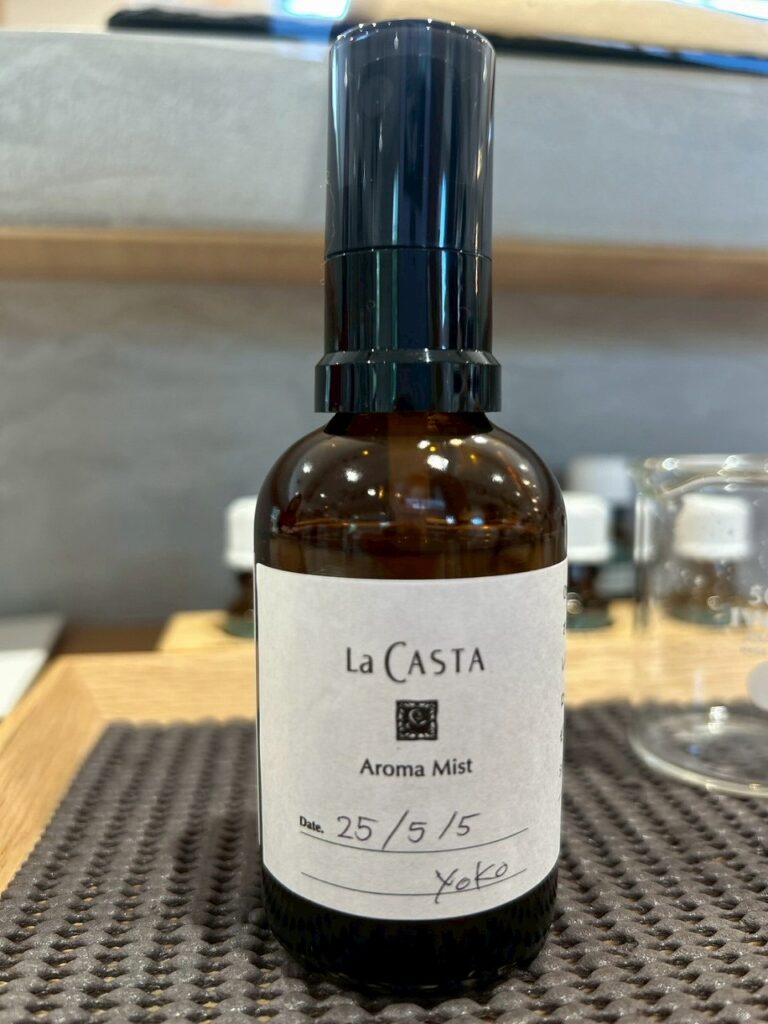 La CASTA
Aroma Mist
Date. 25/5/5
Yoko